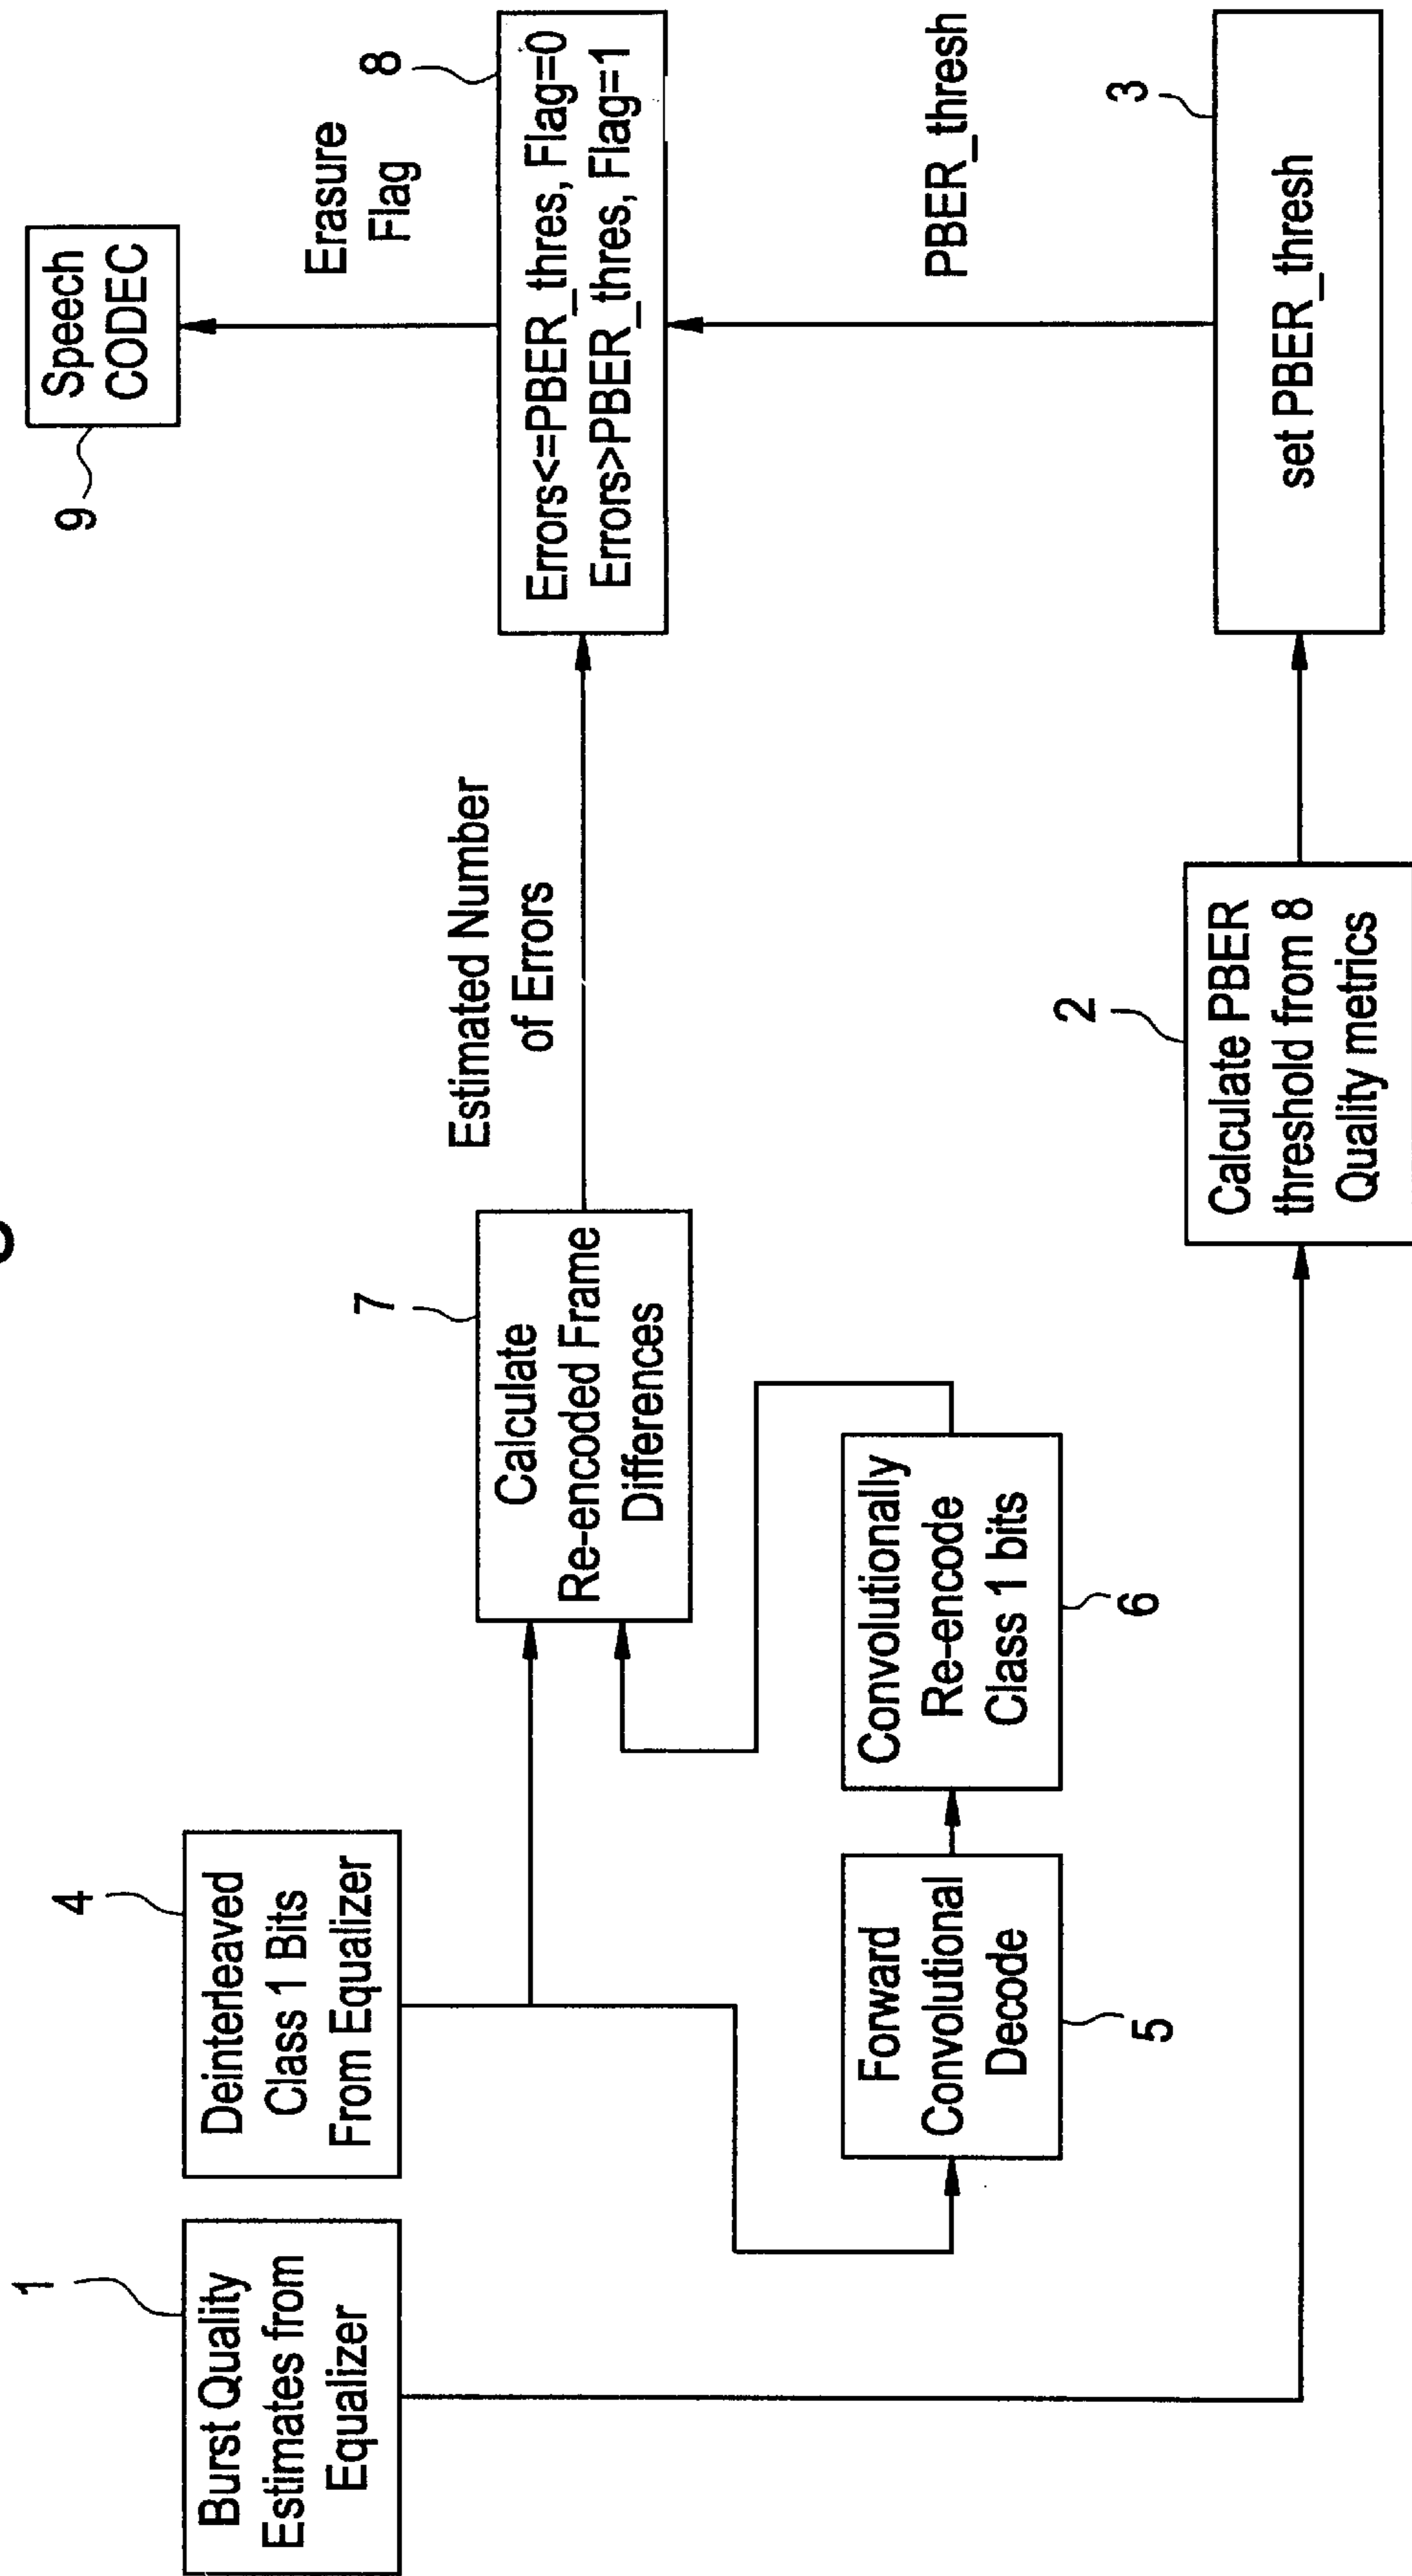 1
Burst Quality
Estimates from
Equalizer
4
Deinterleaved
Class 1 Bits
From Equalizer
Forward
Convolutional
Decode
5
Convolutionally
Re-encode
Class 1 bits
6
7
Calculate
Re-encoded Frame
Differences
Estimated Number
of Errors
2
Calculate PBER
threshold from 8
Quality metrics
9
Speech
CODEC
Erasure
Flag
8
Errors<=PBER_thres, Flag=0
Errors>PBER_thres, Flag=1
PBER_thresh
3
set PBER_thresh